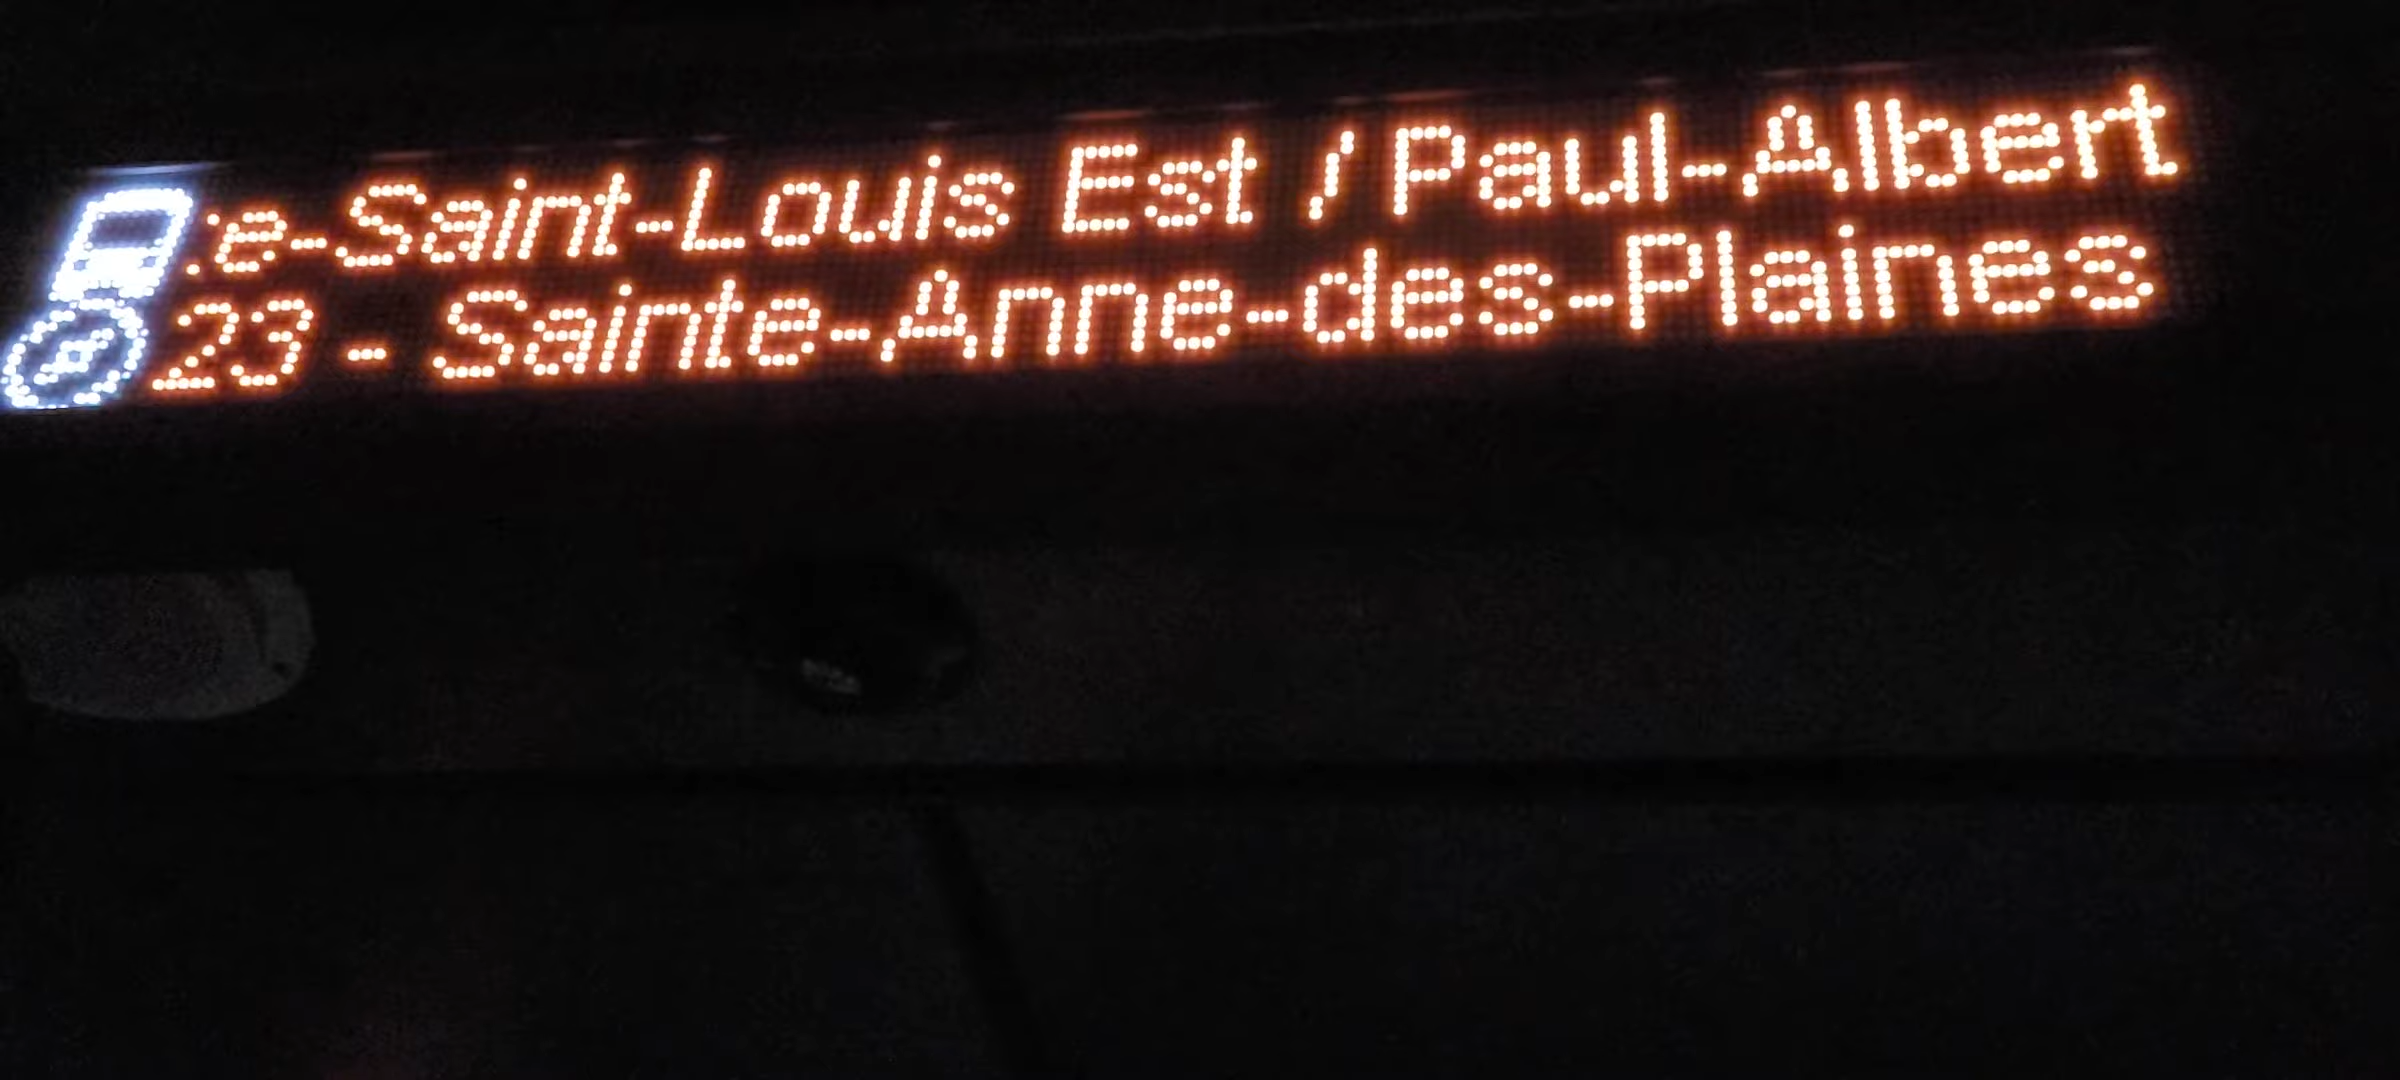 e-Saint-Louis Est / Paul-Albert
23 - Sainte-Anne-des-Plaines